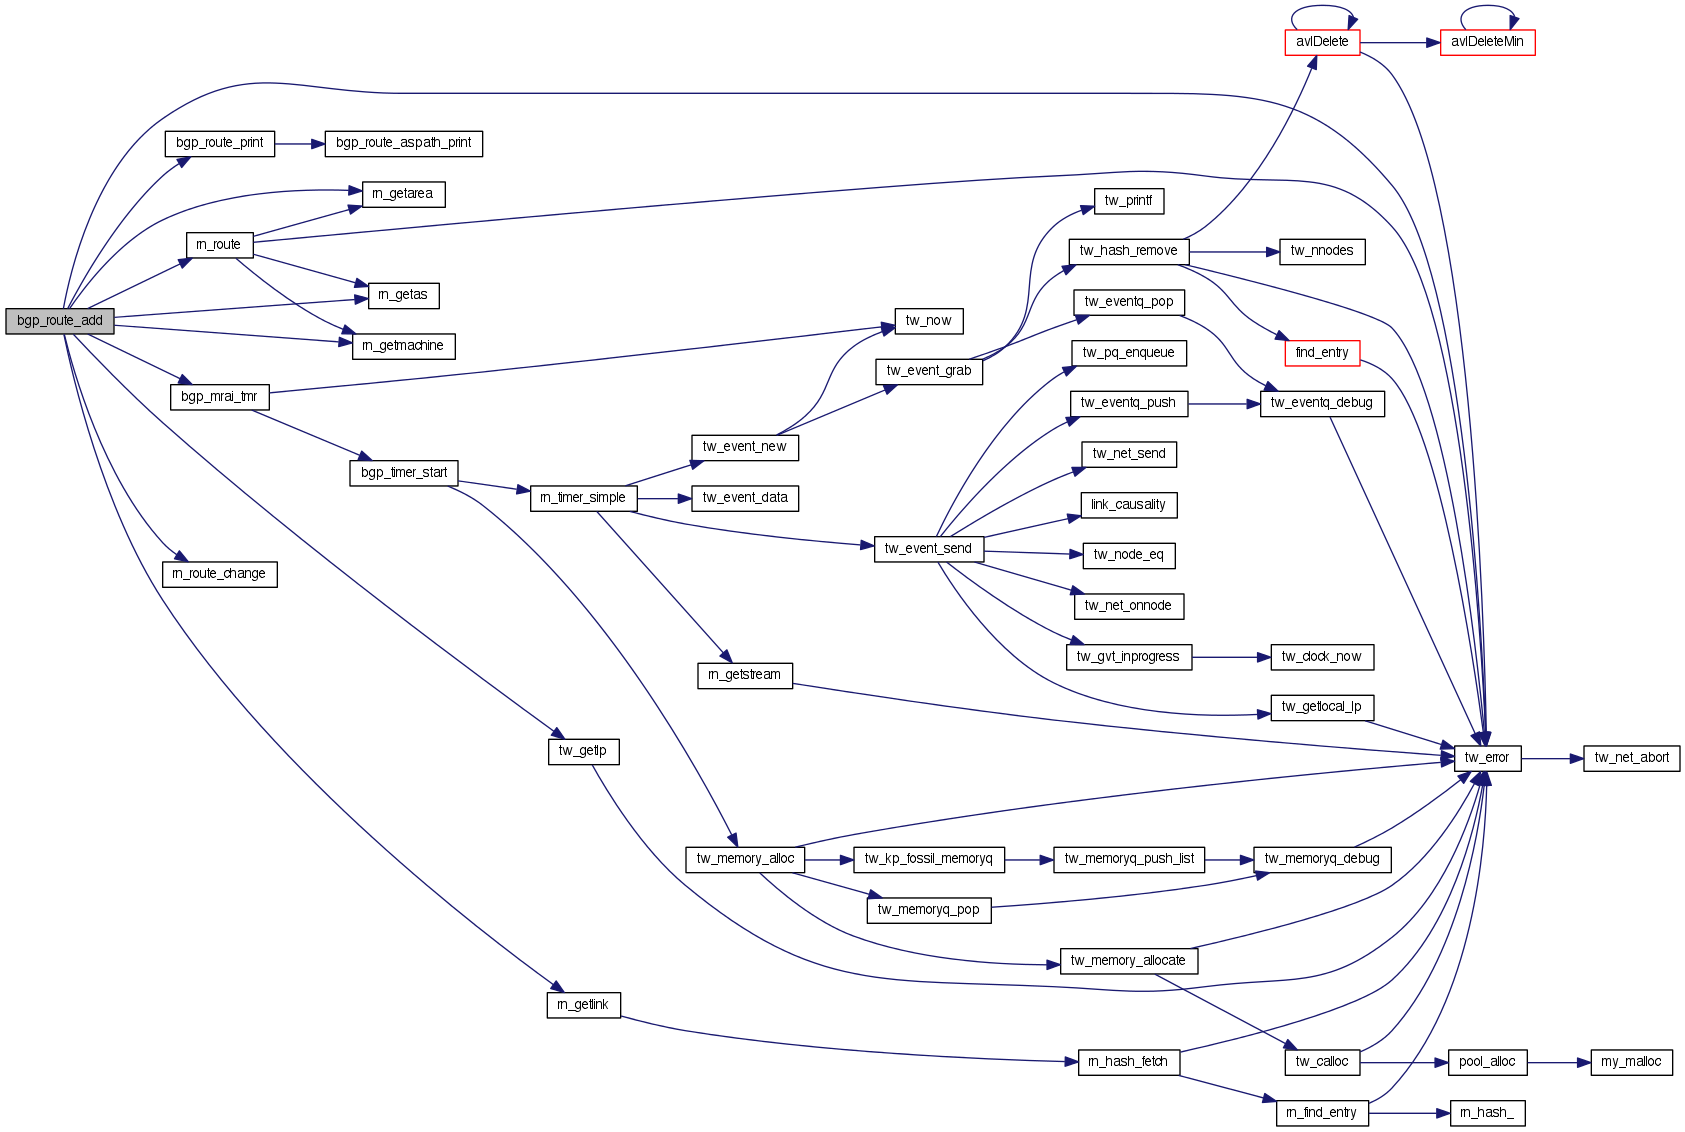 avlDelete
avlDeleteMin
bgp_route_print
bgp_route_aspath_print
rn_getarea
tw_printf
rn_route
tw_hash_remove
tw_nnodes
rn_getas
tw_eventq_pop
bgp_route_add
tw_now
rn_getmachine
tw_pq_enqueue
find_entry
tw_event_grab
bgp_mrai_tmr
tw_eventq_push
tw_eventq_debug
tw_event_new
tw_net_send
bgp_timer_start
rn_timer_simple
tw_event_data
link_causality
tw_event_send
tw_node_eq
rn_route_change
tw_net_onnode
tw_gvt_inprogress
tw_clock_now
rn_getstream
tw_getlocal_lp
tw_getlp
tw_error
tw_net_abort
tw_memory_alloc
tw_kp_fossil_memoryq
tw_memoryq_push_list
tw_memoryq_debug
tw_memoryq_pop
tw_memory_allocate
rn_getlink
rn_hash_fetch
tw_calloc
pool_alloc
my_malloc
rn_find_entry
rn_hash_